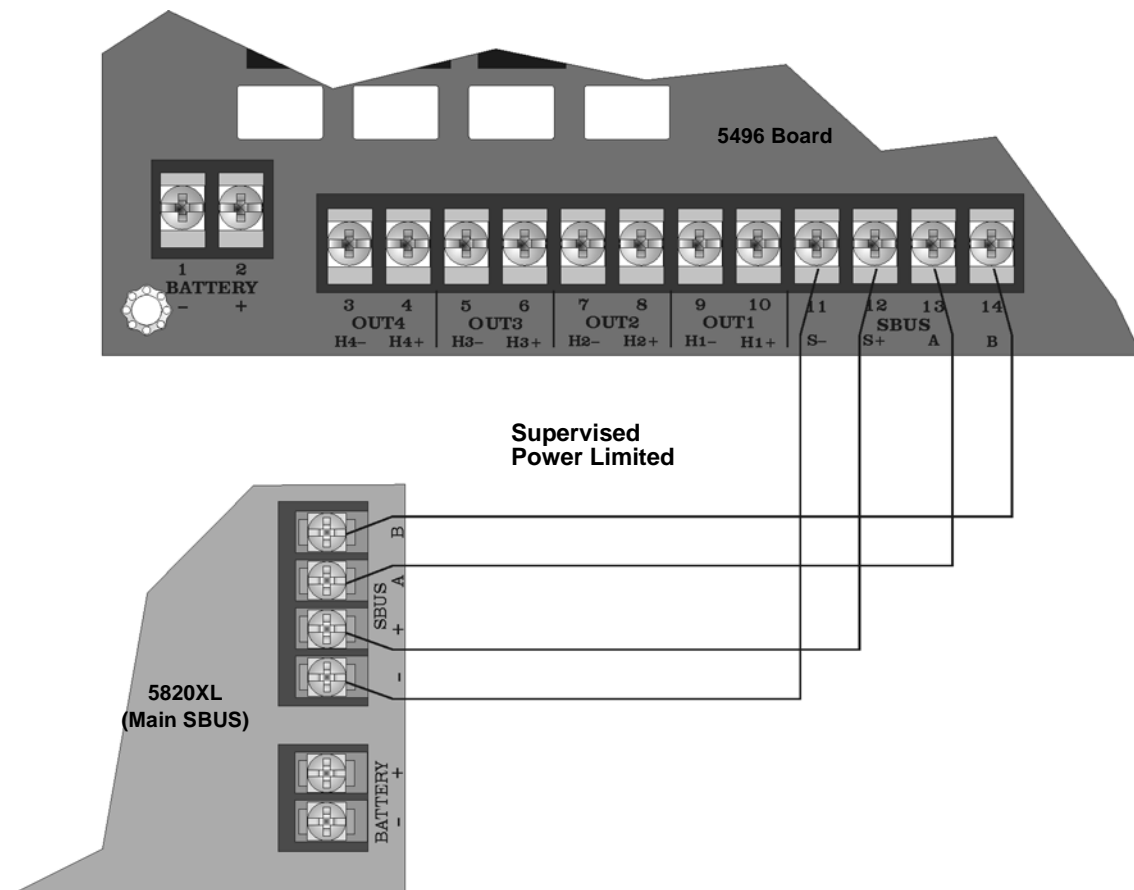 5496 Board
1 2
BATTERY
– +
3 4 5 6 7 8 9 10 11 12 13 14
OUT4 OUT3 OUT2 OUT1 SBUS
H4– H4+ H3– H3+ H2– H2+ H1– H1+ S– S+ A B
Supervised
Power Limited
B
A
SBUS
+
-
5820XL
(Main SBUS)
+
BATTERY
-